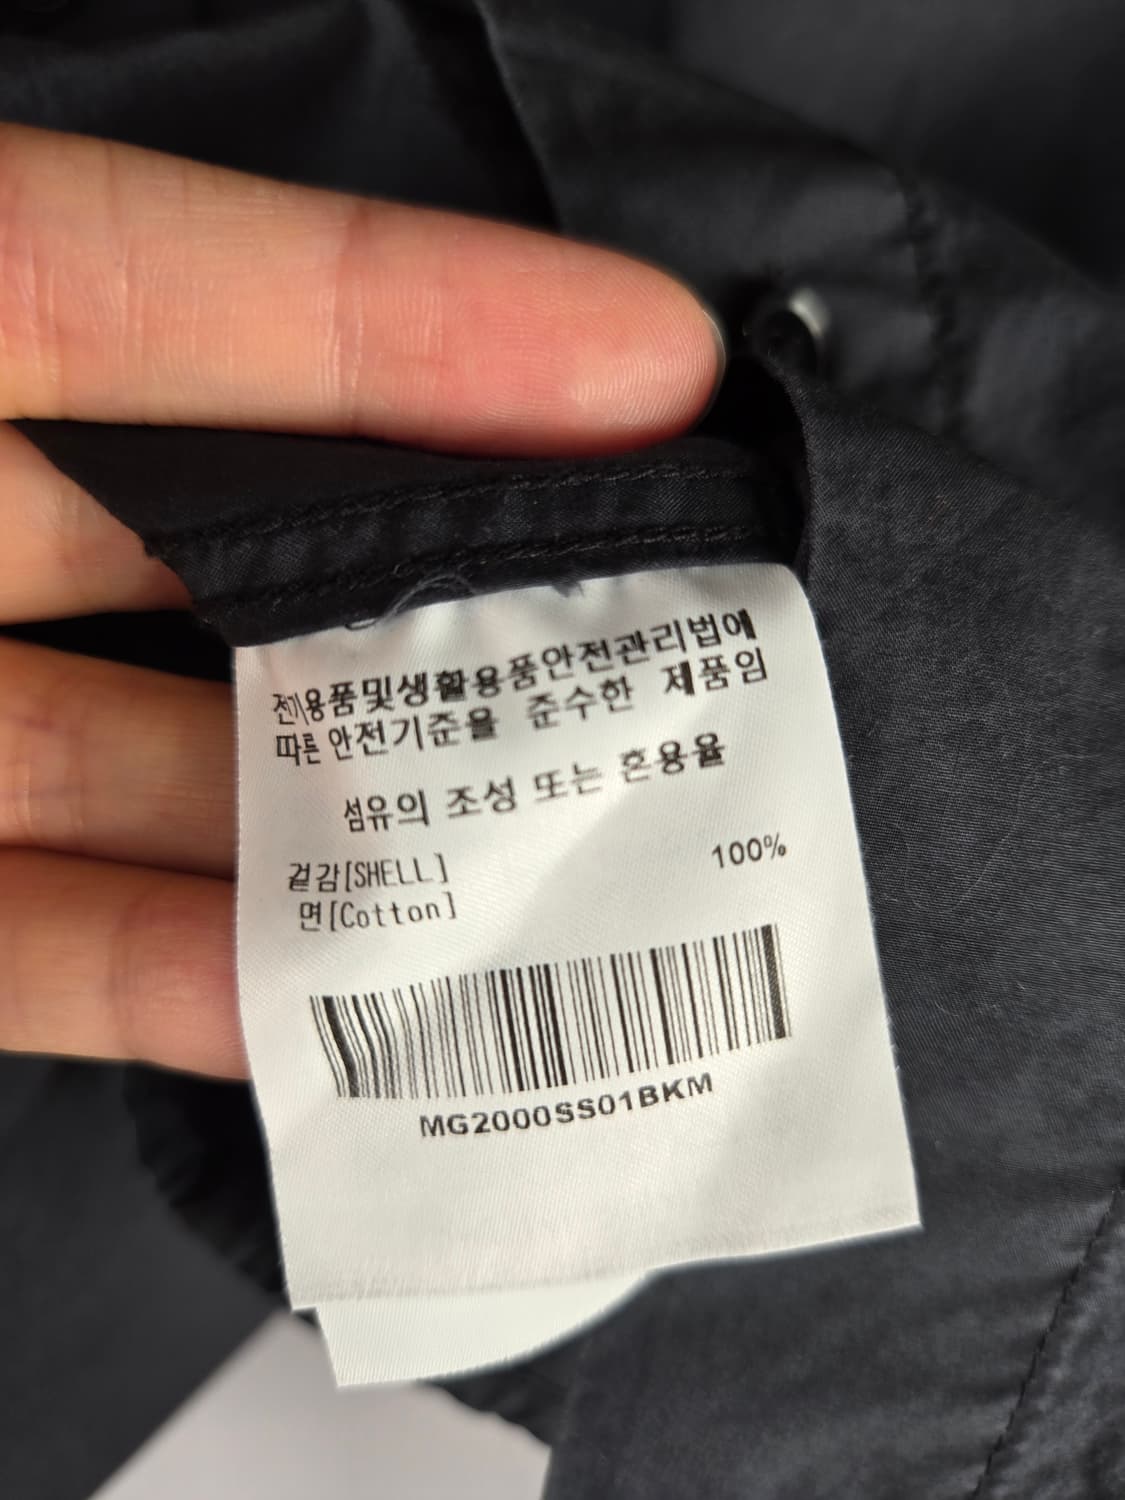 전기용품및생활용품안전관리법에
따른 안전기준을 준수한 제품임
섬유의 조성 또는 혼용율
겉감[SHELL]
100%
면[Cotton]
MG2000SS01BKM